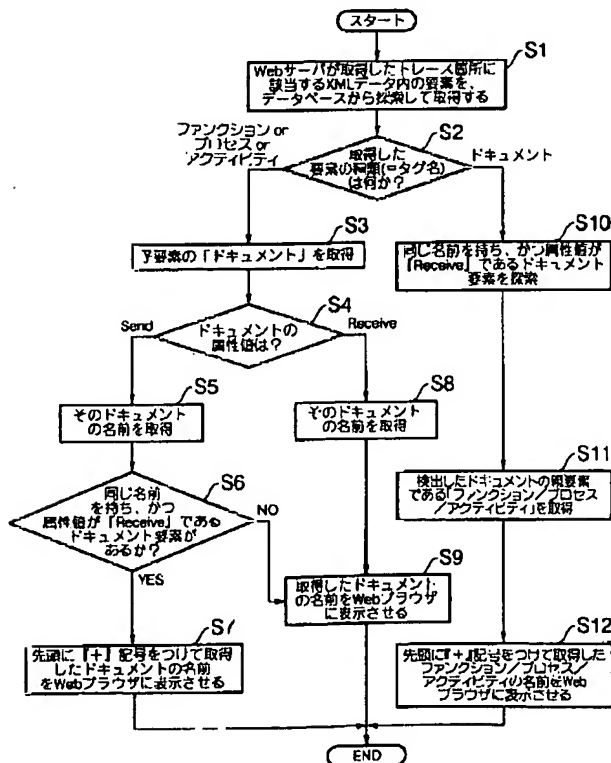 スタート
S1
Webサーバが取得したトレース箇所に
該当するXMLデータ内の要素を、
データベースから探索して取得する
S2
ファンクション or
プロセス or
アクティビティ
取得した
要素の種類(=タグ名)
は何か?
ドキュメント
S3
子要素の「ドキュメント」を取得
S10
同じ名前を持ち、かつ属性値が
「Receive」であるドキュメント
要素を探索
S4
Send
ドキュメントの
属性値は?
Receive
S5
そのドキュメント
の名前を取得
S8
そのドキュメント
の名前を取得
S6
同じ名前
を持ち、かつ
属性値が「Receive」である
ドキュメント要素が
あるか?
NO
YES
S11
検出したドキュメントの親要素
である「ファンクション/プロセス
/アクティビティ」を取得
S9
取得したドキュメント
の名前をWebブラウザ
に表示させる
S7
先頭に『+』記号をつけて取得
したドキュメントの名前
をWebブラウザに表示させる
S12
先頭に『+』記号をつけて取得した
ファンクション/プロセス/
アクティビティの名前をWeb
ブラウザに表示させる
END